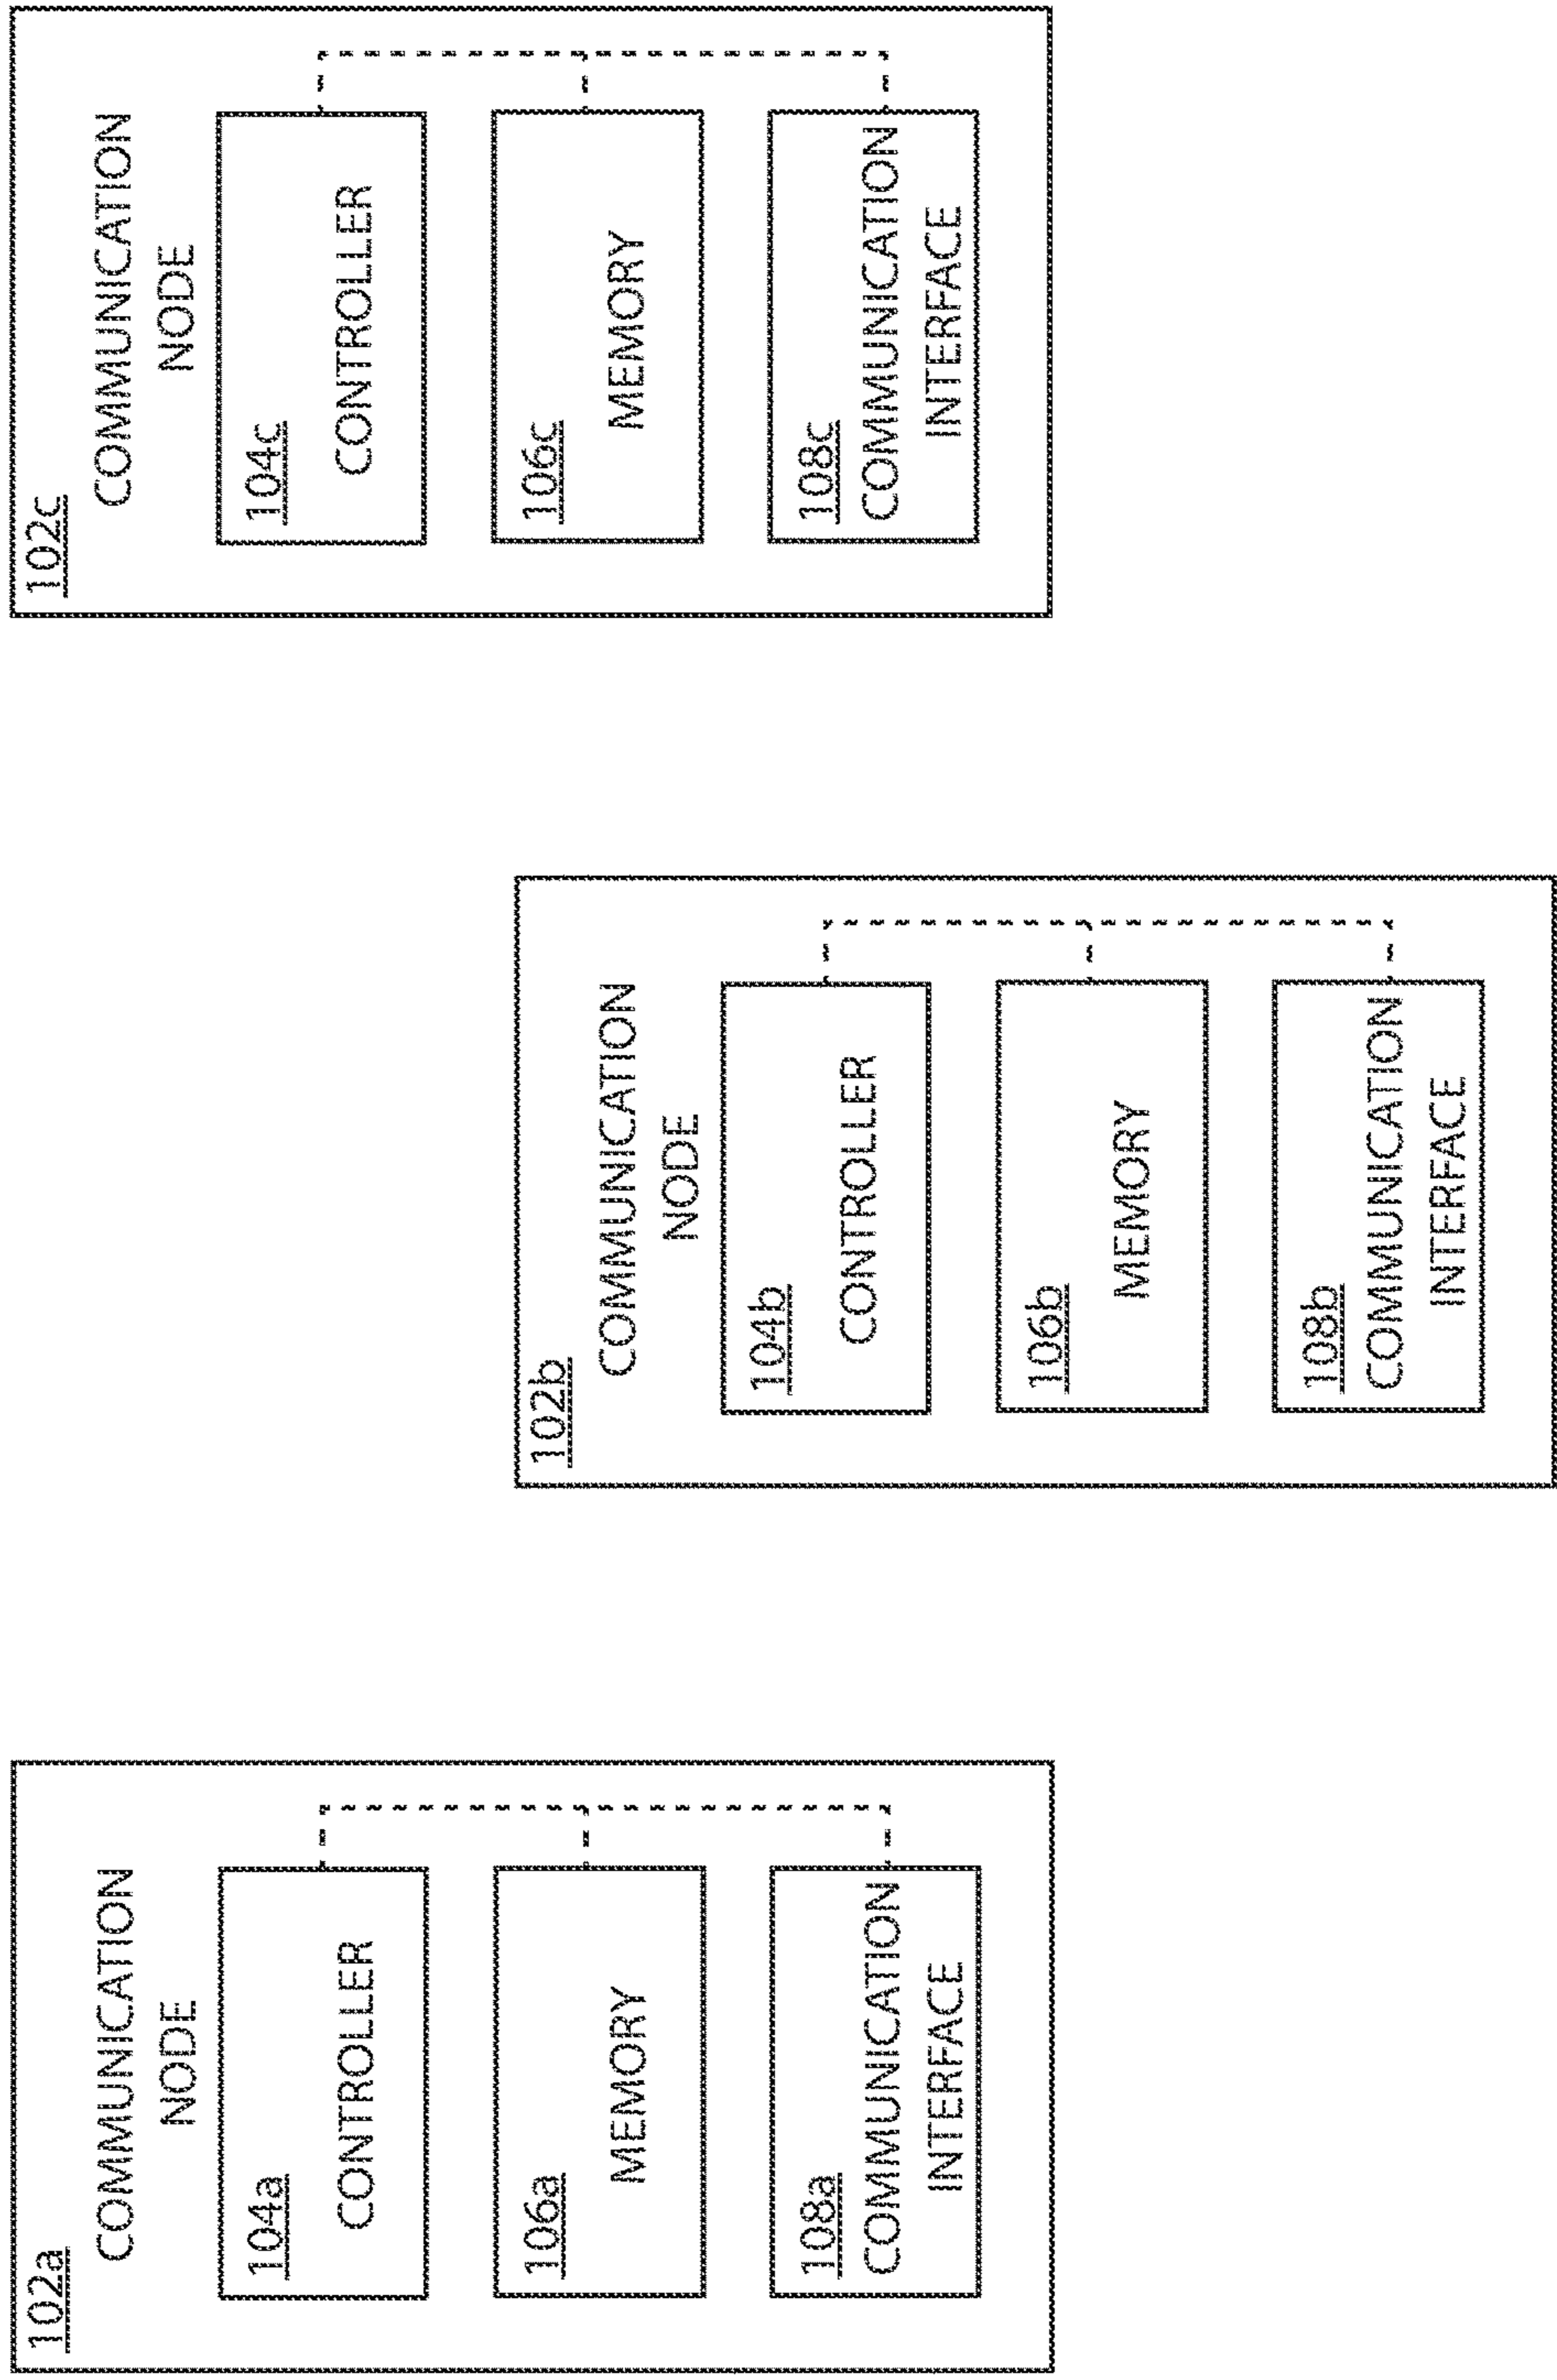 102a
COMMUNICATION
NODE
104a
CONTROLLER
106a
MEMORY
108a
COMMUNICATION
INTERFACE
102b
COMMUNICATION
NODE
104b
CONTROLLER
106b
MEMORY
108b
COMMUNICATION
INTERFACE
102c
COMMUNICATION
NODE
104c
CONTROLLER
106c
MEMORY
108c
COMMUNICATION
INTERFACE